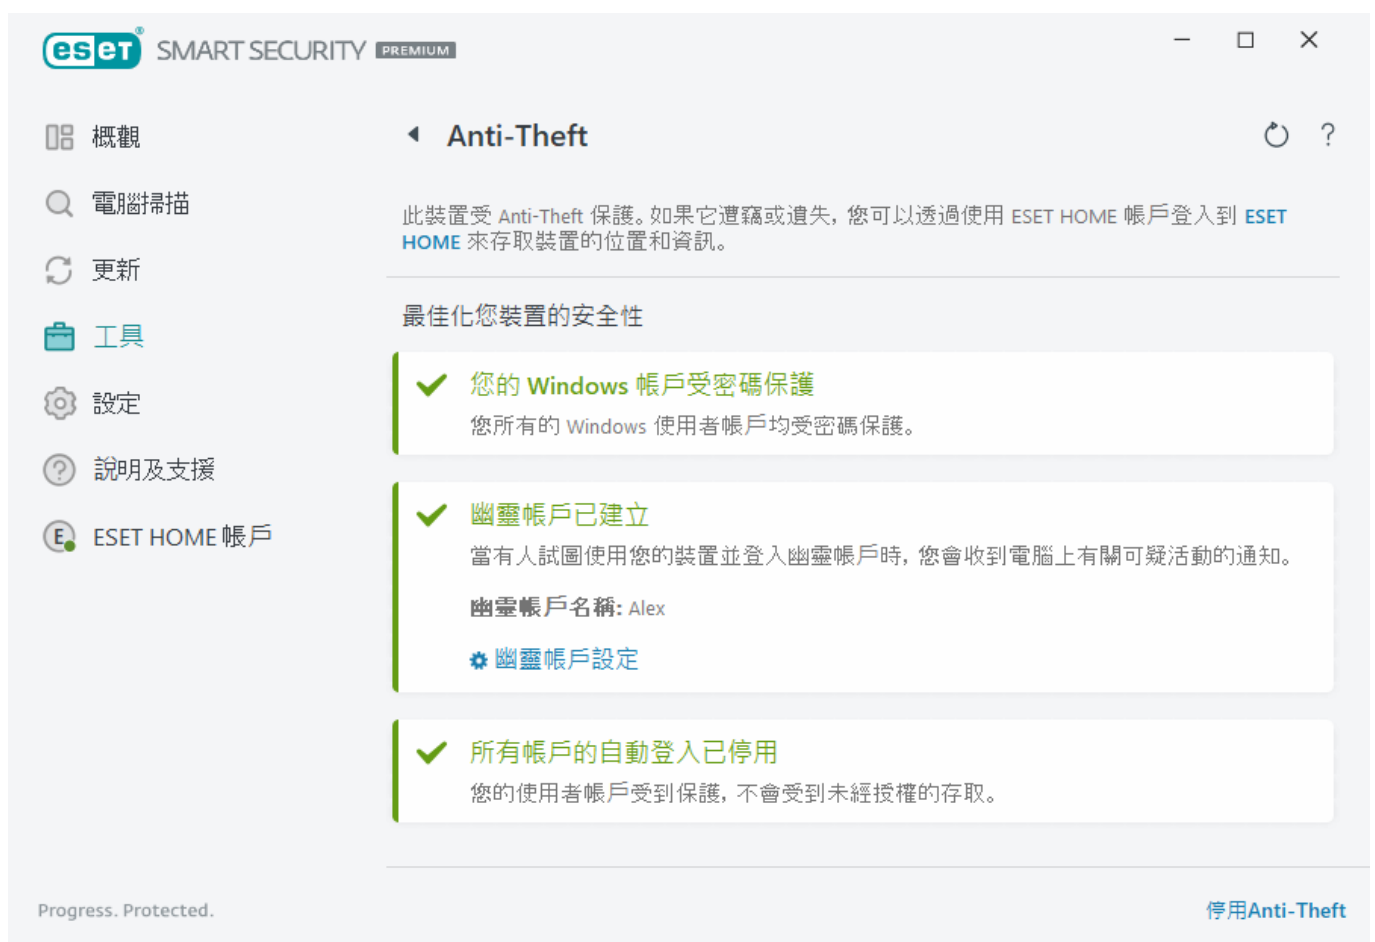 eset® SMART SECURITY PREMIUM
概觀
電腦掃描
更新
工具
設定
說明及支援
E ESET HOME 帳戶
Anti-Theft
?
此裝置受 Anti-Theft 保護。如果它遭竊或遺失, 您可以透過使用 ESET HOME 帳戶登入到 ESET
HOME 來存取裝置的位置和資訊。
最佳化您裝置的安全性
您的 Windows 帳戶受密碼保護
您所有的 Windows 使用者帳戶均受密碼保護。
幽靈帳戶已建立
當有人試圖使用您的裝置並登入幽靈帳戶時, 您會收到電腦上有關可疑活動的通知。
幽靈帳戶名稱: Alex
幽靈帳戶設定
所有帳戶的自動登入已停用
您的使用者帳戶受到保護, 不會受到未經授權的存取。
Progress. Protected.
停用Anti-Theft